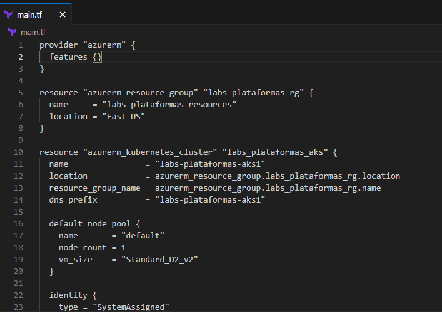 main.tf
main.tf
1 provider "azurerm" {
2 features {}
3 }
4
5 resource "azurerm_resource_group" "labs_plataformas_rg" {
6 name = "labs-plataformas-resources"
7 location = "East US"
8 }
9
10 resource "azurerm_kubernetes_cluster" "labs_plataformas_aks" {
11 name = "labs-plataformas-aks1"
12 location = azurerm_resource_group.labs_plataformas_rg.location
13 resource_group_name = azurerm_resource_group.labs_plataformas_rg.name
14 dns_prefix = "labs-plataformas-aks1"
15
16 default_node_pool {
17 name = "default"
18 node_count = 1
19 vm_size = "Standard_D2_v2"
20 }
21
22 identity {
23 type = "SystemAssigned"